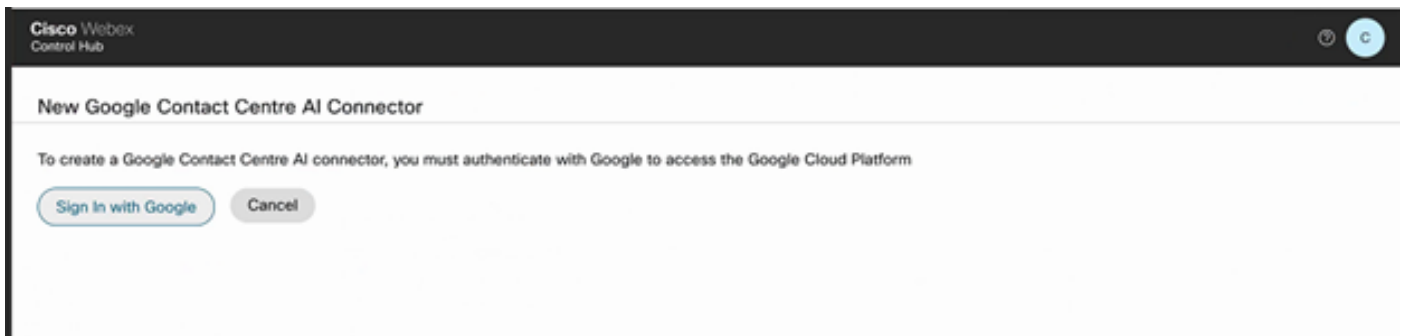 Cisco Webex
Control Hub
C
New Google Contact Centre AI Connector
To create a Google Contact Centre AI connector, you must authenticate with Google to access the Google Cloud Platform
Sign In with Google Cancel